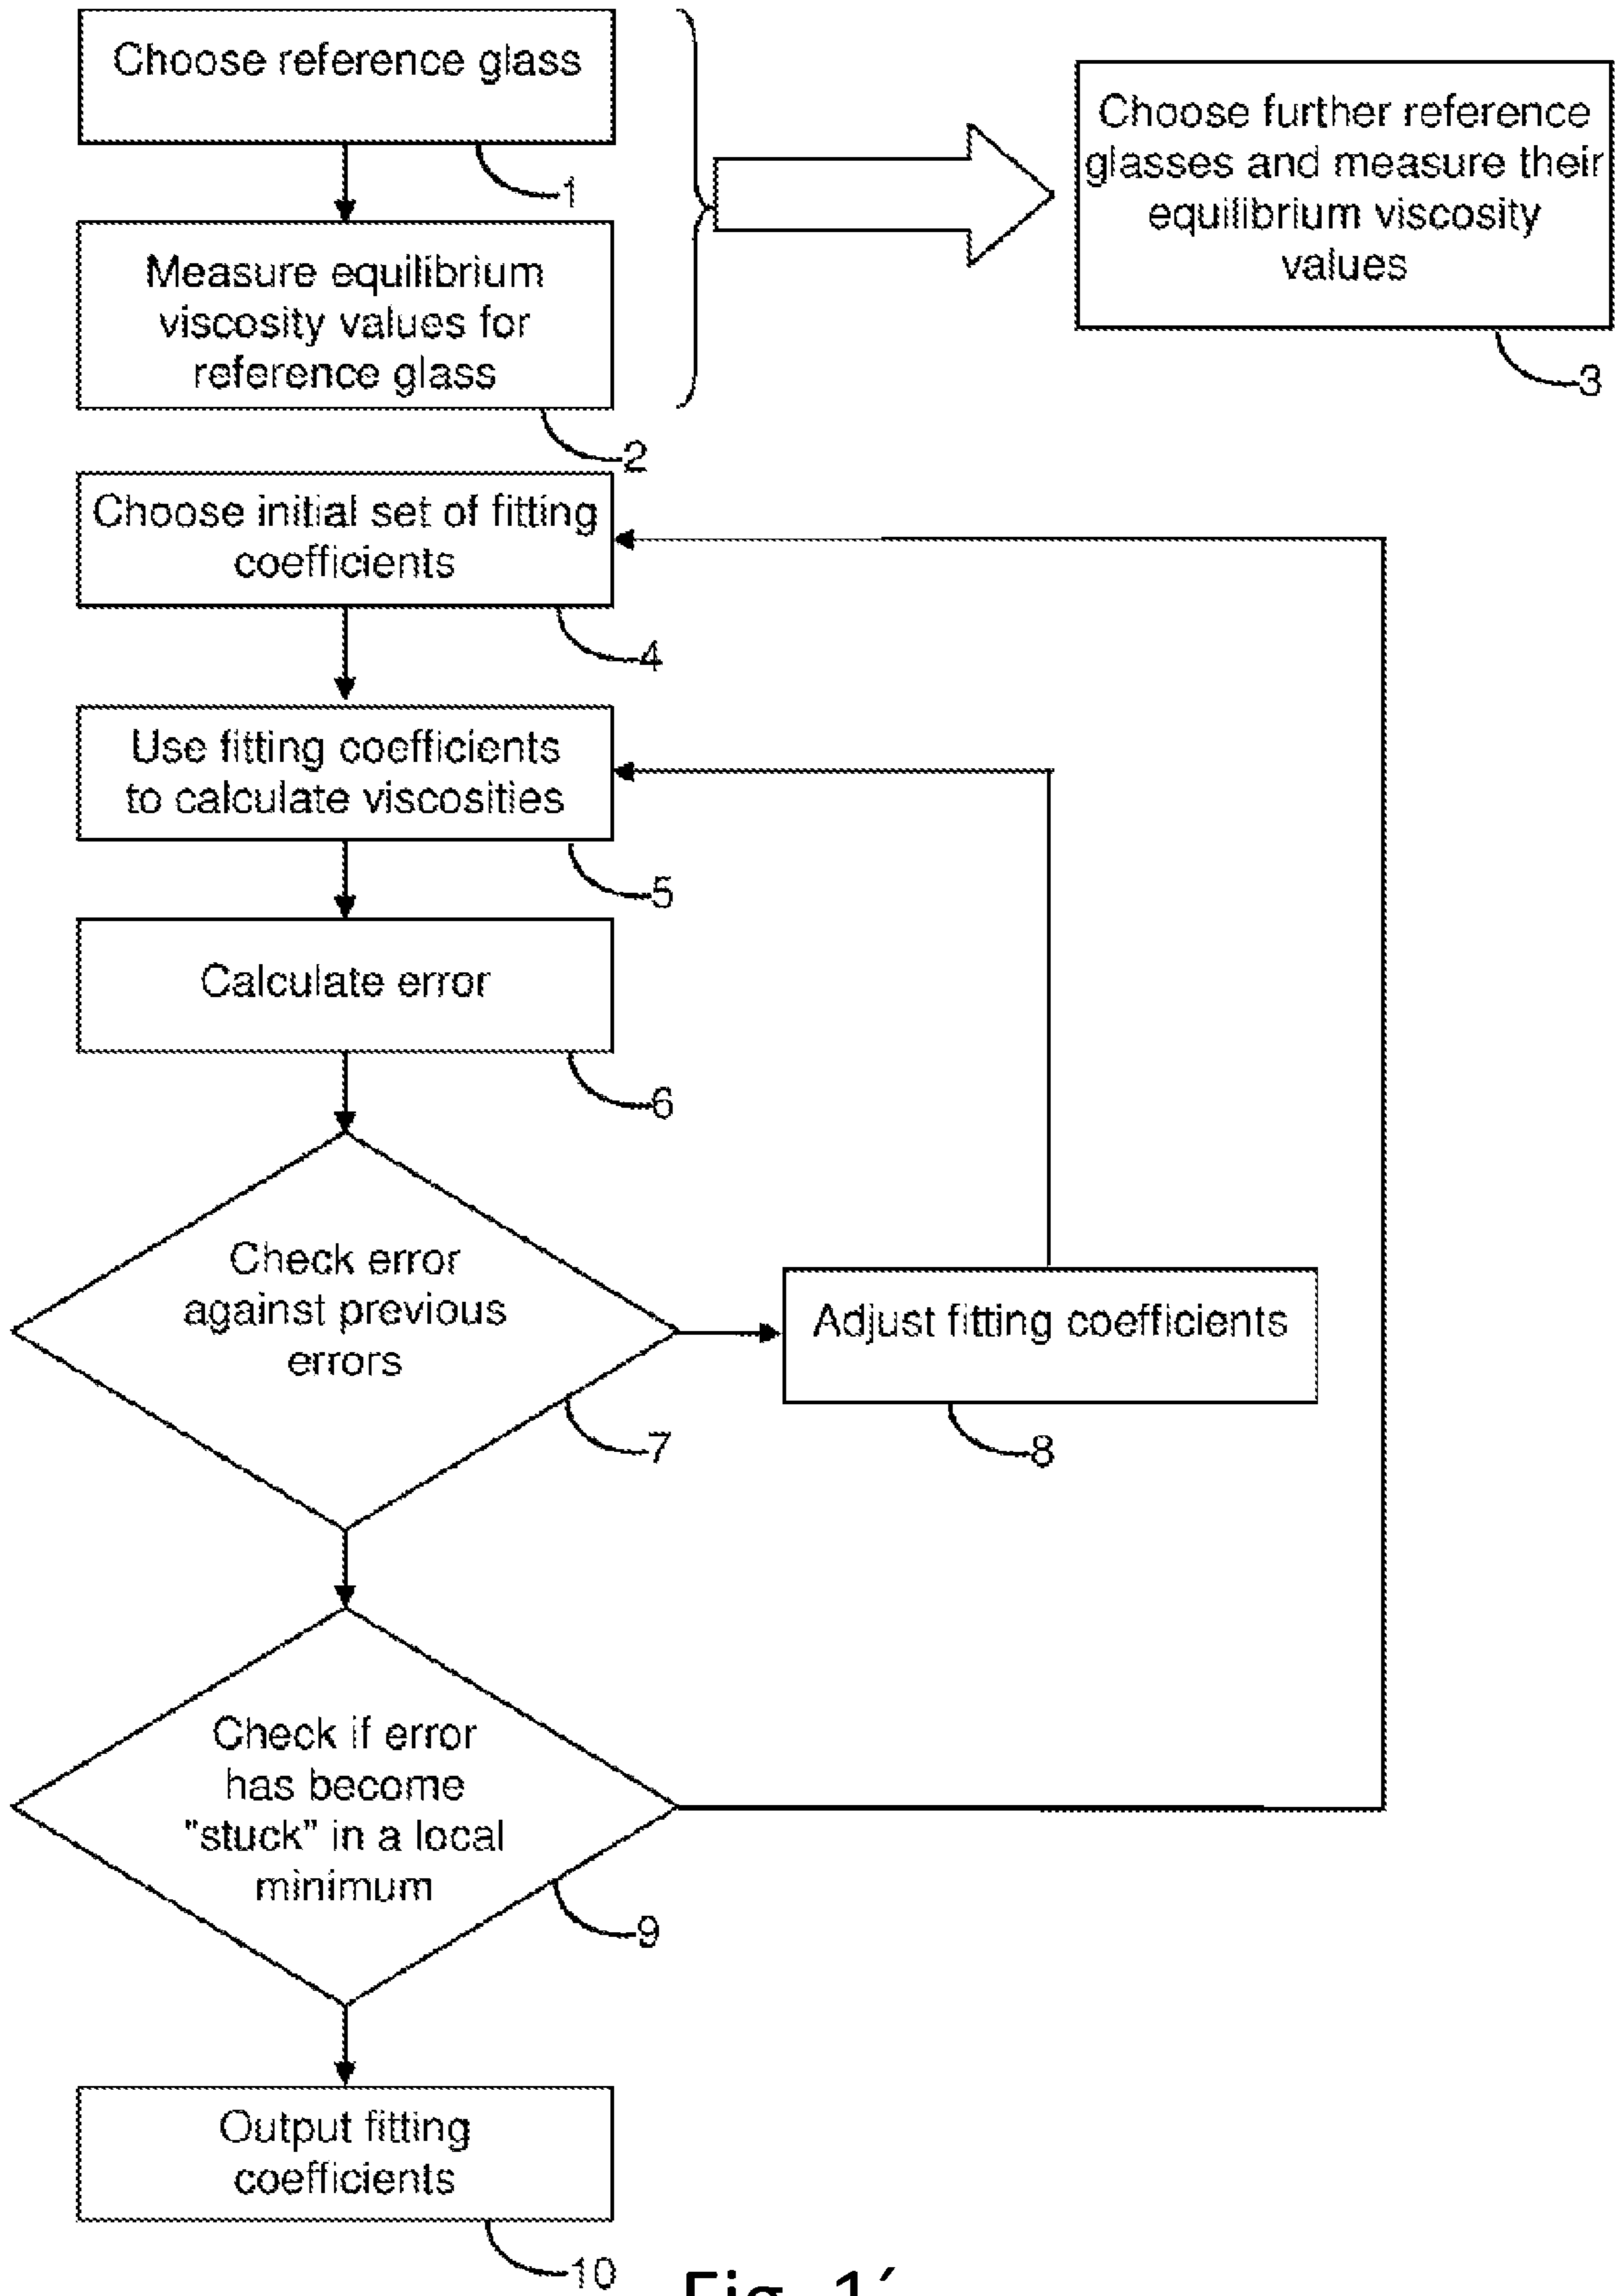 Choose reference glass
1
Measure equilibrium
viscosity values for
reference glass
2
Choose further reference
glasses and measure their
equilibrium viscosity
values
3
Choose initial set of fitting
coefficients
4
Use fitting coefficients
to calculate viscosities
5
Calculate error
6
Check error
against previous
errors
7
Adjust fitting coefficients
8
Check if error
has become
"stuck" in a local
minimum
9
Output fitting
coefficients
10
Fig. 1´